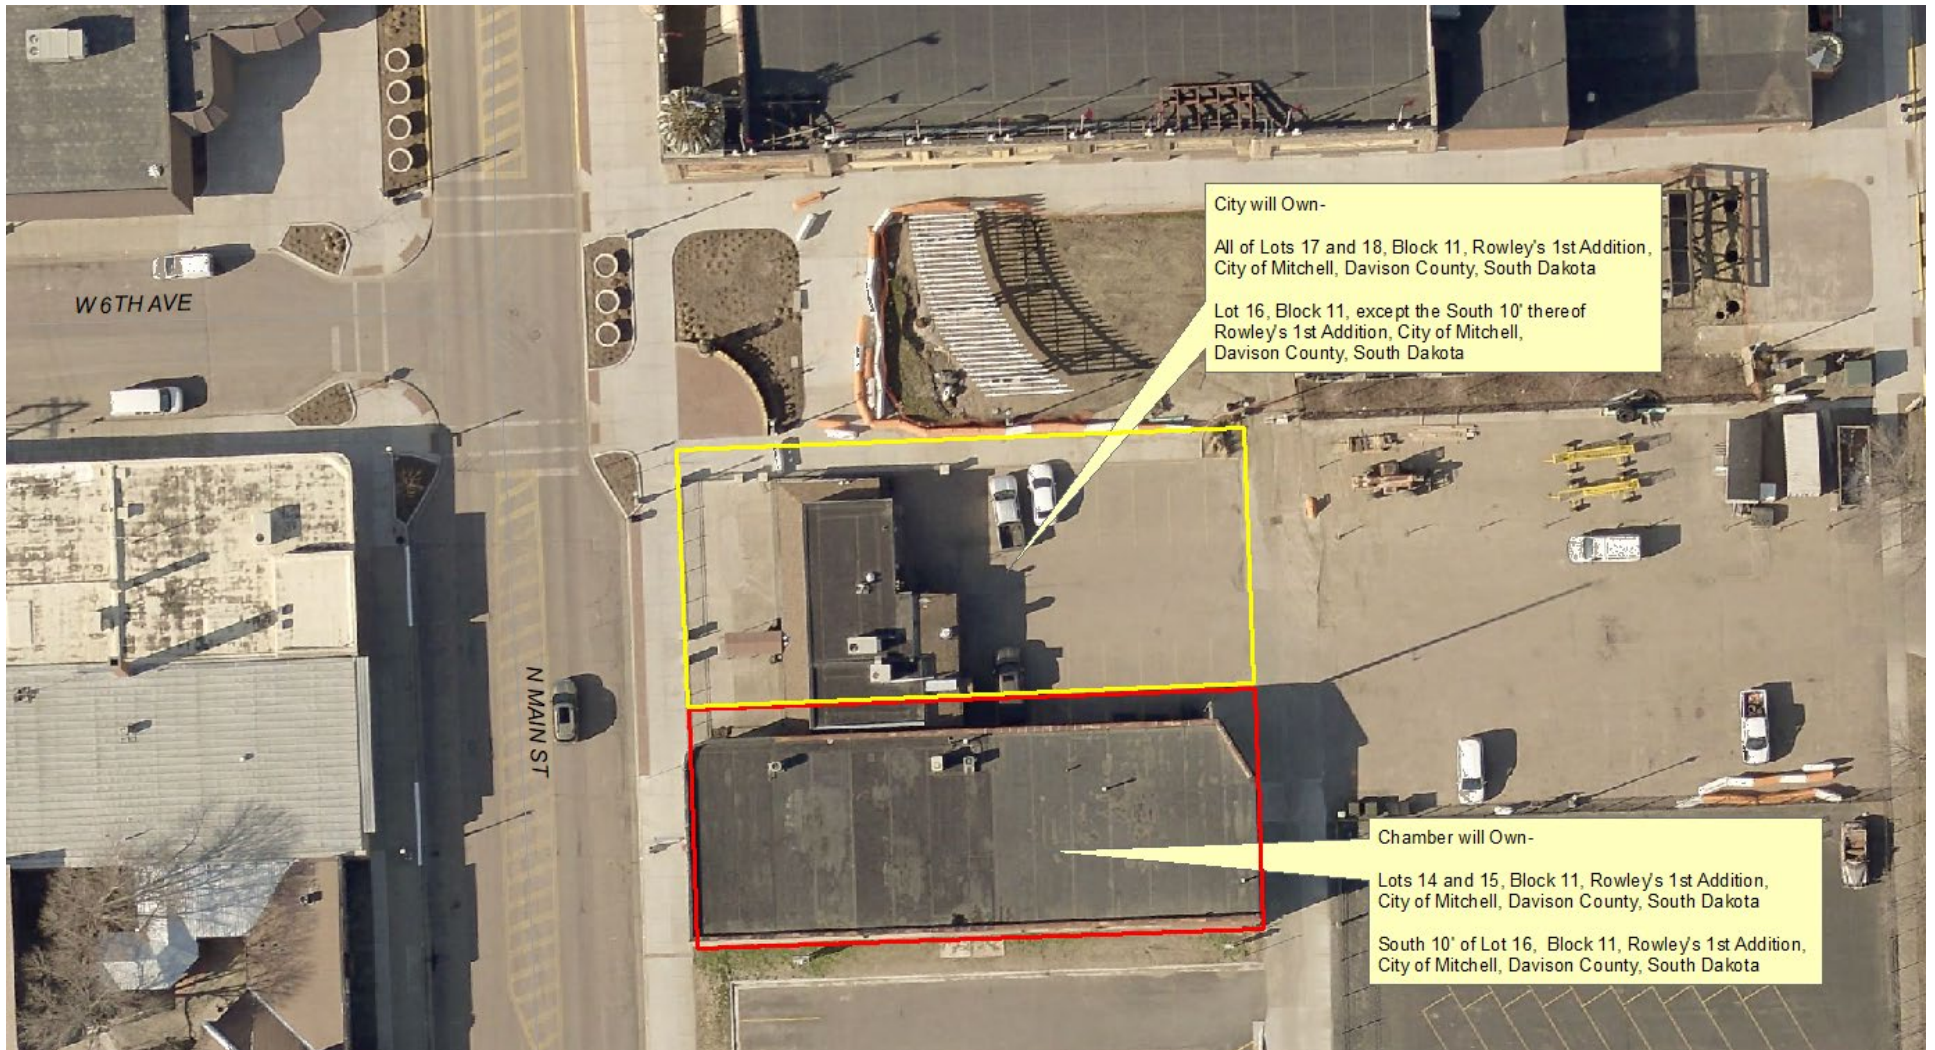 City will Own-
All of Lots 17 and 18, Block 11, Rowley's 1st Addition,
City of Mitchell, Davison County, South Dakota
Lot 16, Block 11, except the South 10' thereof
Rowley's 1st Addition, City of Mitchell,
Davison County, South Dakota
W 6TH AVE
N MAIN ST
Chamber will Own-
Lots 14 and 15, Block 11, Rowley's 1st Addition,
City of Mitchell, Davison County, South Dakota
South 10' of Lot 16, Block 11, Rowley's 1st Addition,
City of Mitchell, Davison County, South Dakota